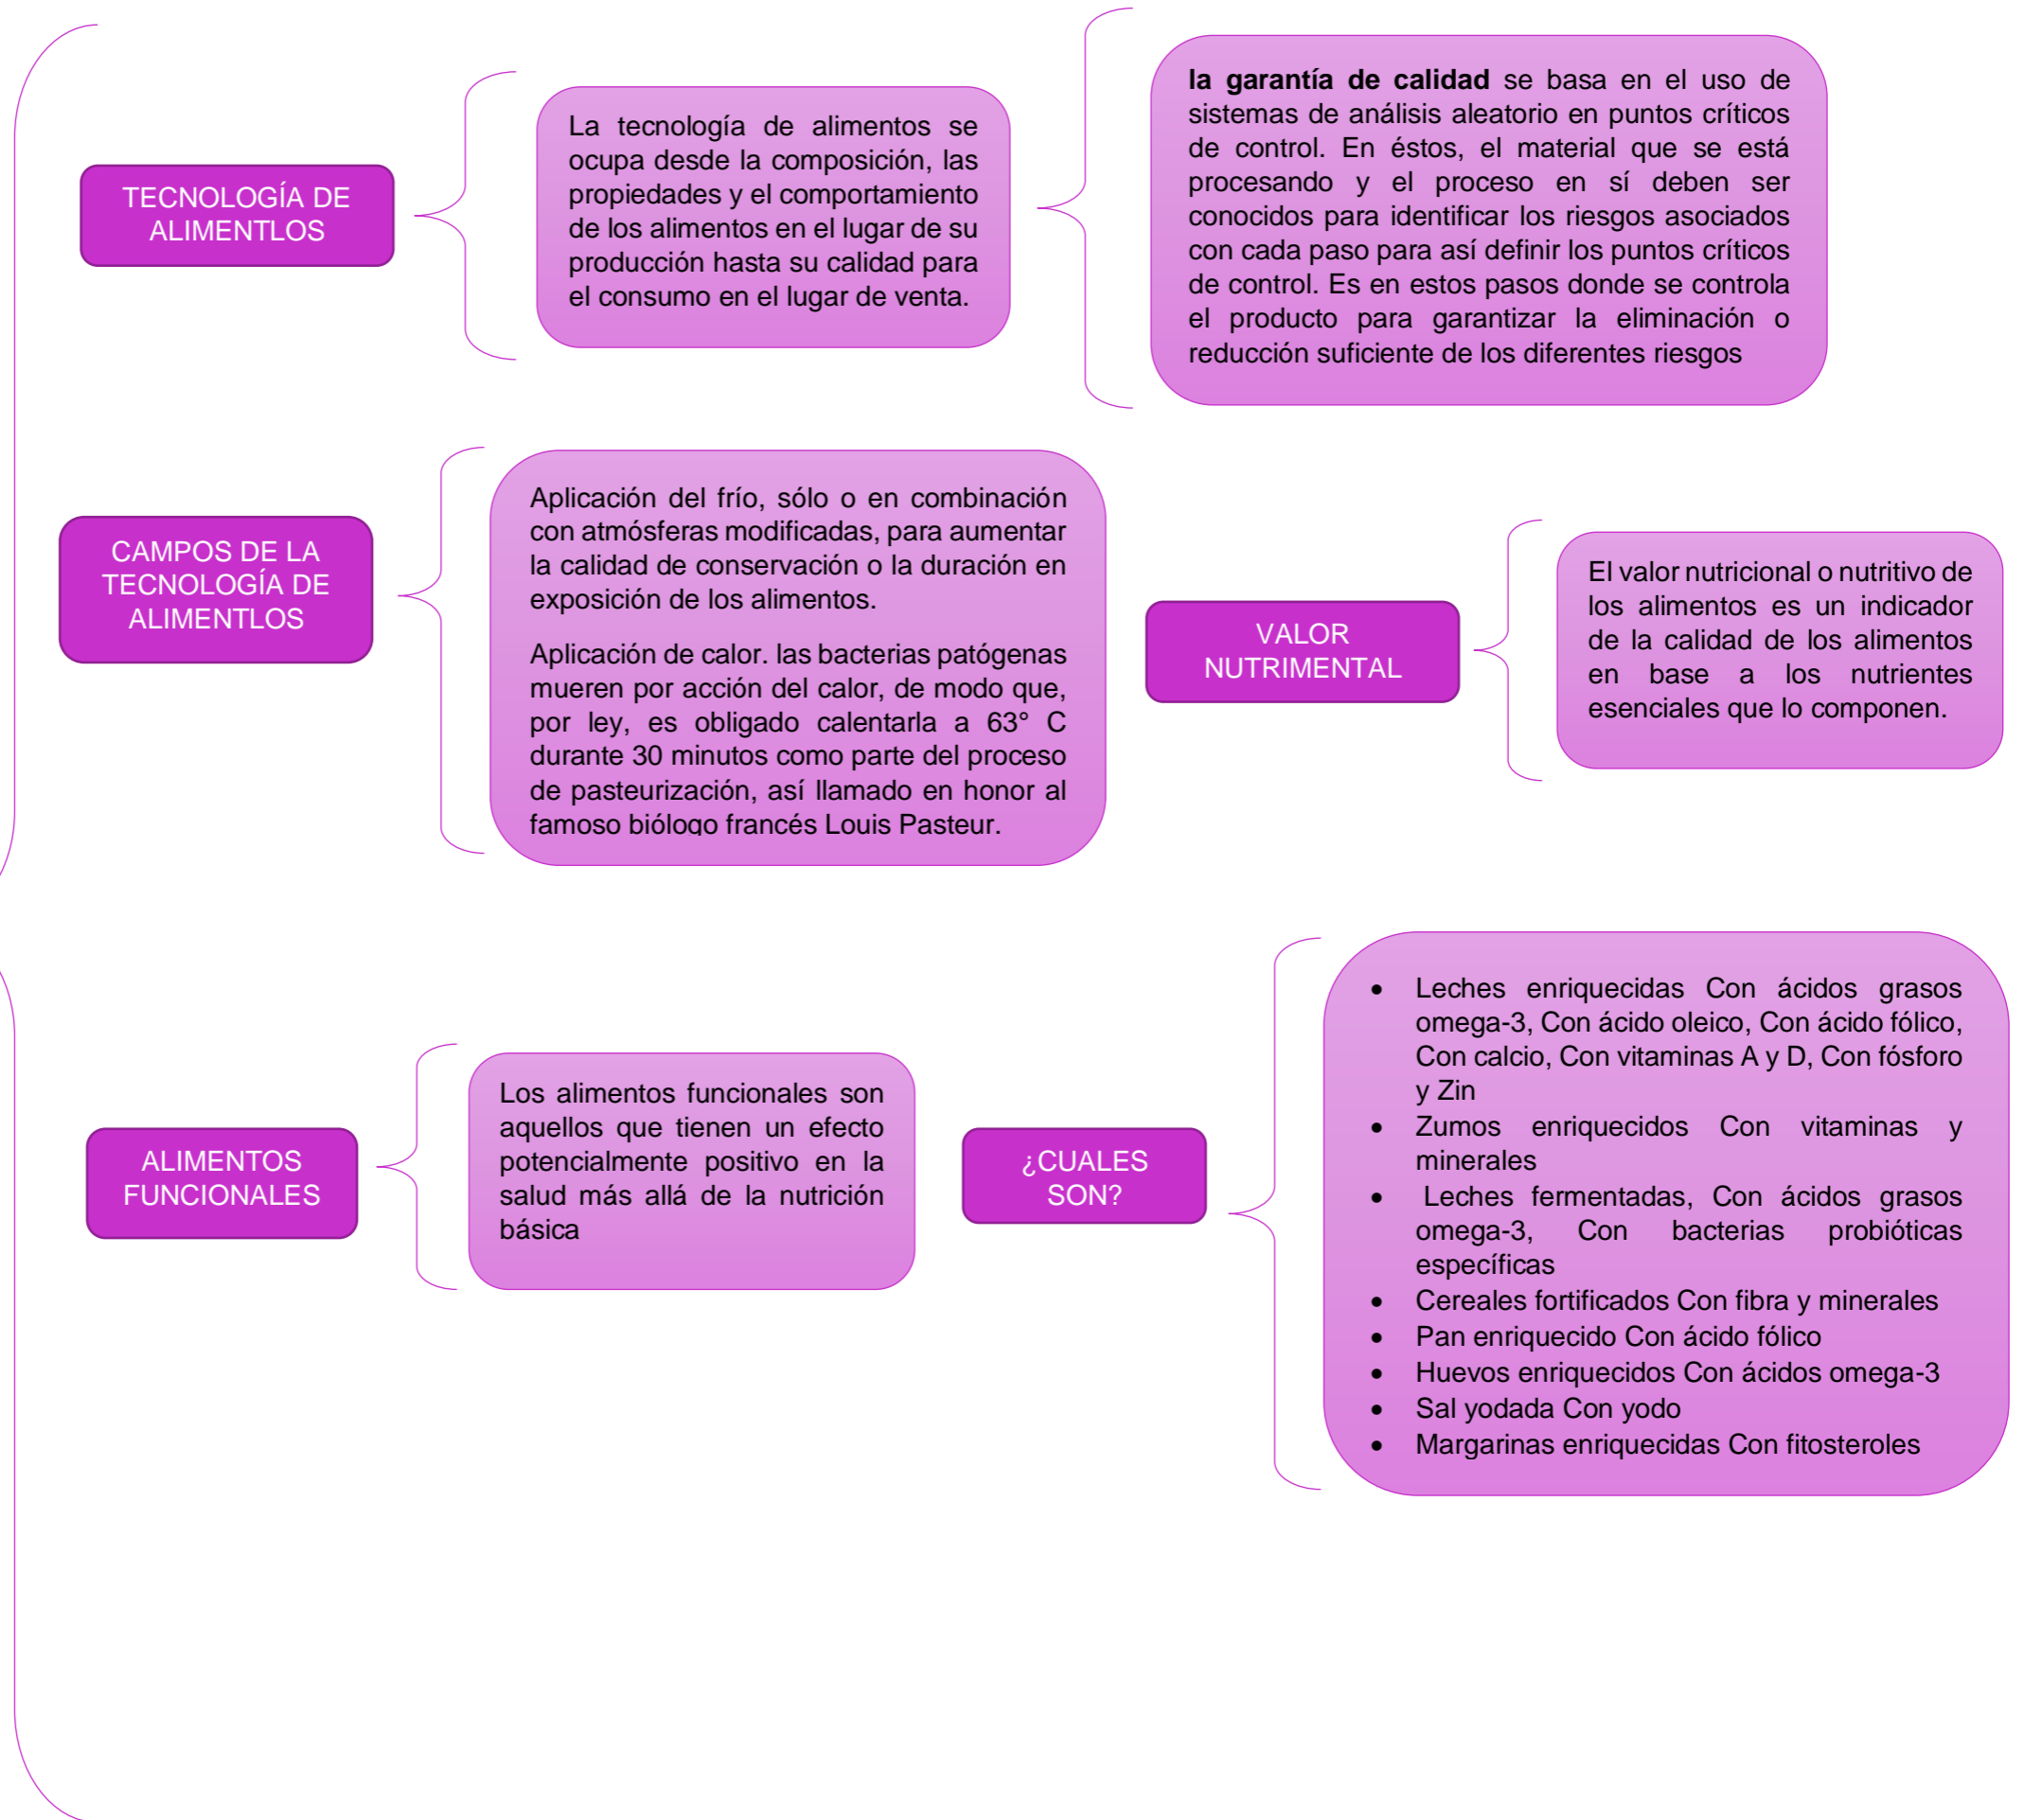 TECNOLOGÍA DE
ALIMENTLOS
La tecnología de alimentos se
ocupa desde la composición, las
propiedades y el comportamiento
de los alimentos en el lugar de su
producción hasta su calidad para
el consumo en el lugar de venta.
la garantía de calidad se basa en el uso de
sistemas de análisis aleatorio en puntos críticos
de control. En éstos, el material que se está
procesando y el proceso en sí deben ser
conocidos para identificar los riesgos asociados
con cada paso para así definir los puntos críticos
de control. Es en estos pasos donde se controla
el producto para garantizar la eliminación o
reducción suficiente de los diferentes riesgos
CAMPOS DE LA
TECNOLOGÍA DE
ALIMENTLOS
Aplicación del frío, sólo o en combinación
con atmósferas modificadas, para aumentar
la calidad de conservación o la duración en
exposición de los alimentos.
Aplicación de calor. las bacterias patógenas
mueren por acción del calor, de modo que,
por ley, es obligado calentarla a 63° C
durante 30 minutos como parte del proceso
de pasteurización, así llamado en honor al
famoso biólogo francés Louis Pasteur.
VALOR
NUTRIMENTAL
El valor nutricional o nutritivo de
los alimentos es un indicador
de la calidad de los alimentos
en base a los nutrientes
esenciales que lo componen.
ALIMENTOS
FUNCIONALES
Los alimentos funcionales son
aquellos que tienen un efecto
potencialmente positivo en la
salud más allá de la nutrición
básica
¿CUALES
SON?
• Leches enriquecidas Con ácidos grasos
omega-3, Con ácido oleico, Con ácido fólico,
Con calcio, Con vitaminas A y D, Con fósforo
y Zin
• Zumos enriquecidos Con vitaminas y
minerales
• Leches fermentadas, Con ácidos grasos
omega-3, Con bacterias probióticas
específicas
• Cereales fortificados Con fibra y minerales
• Pan enriquecido Con ácido fólico
• Huevos enriquecidos Con ácidos omega-3
• Sal yodada Con yodo
• Margarinas enriquecidas Con fitosteroles